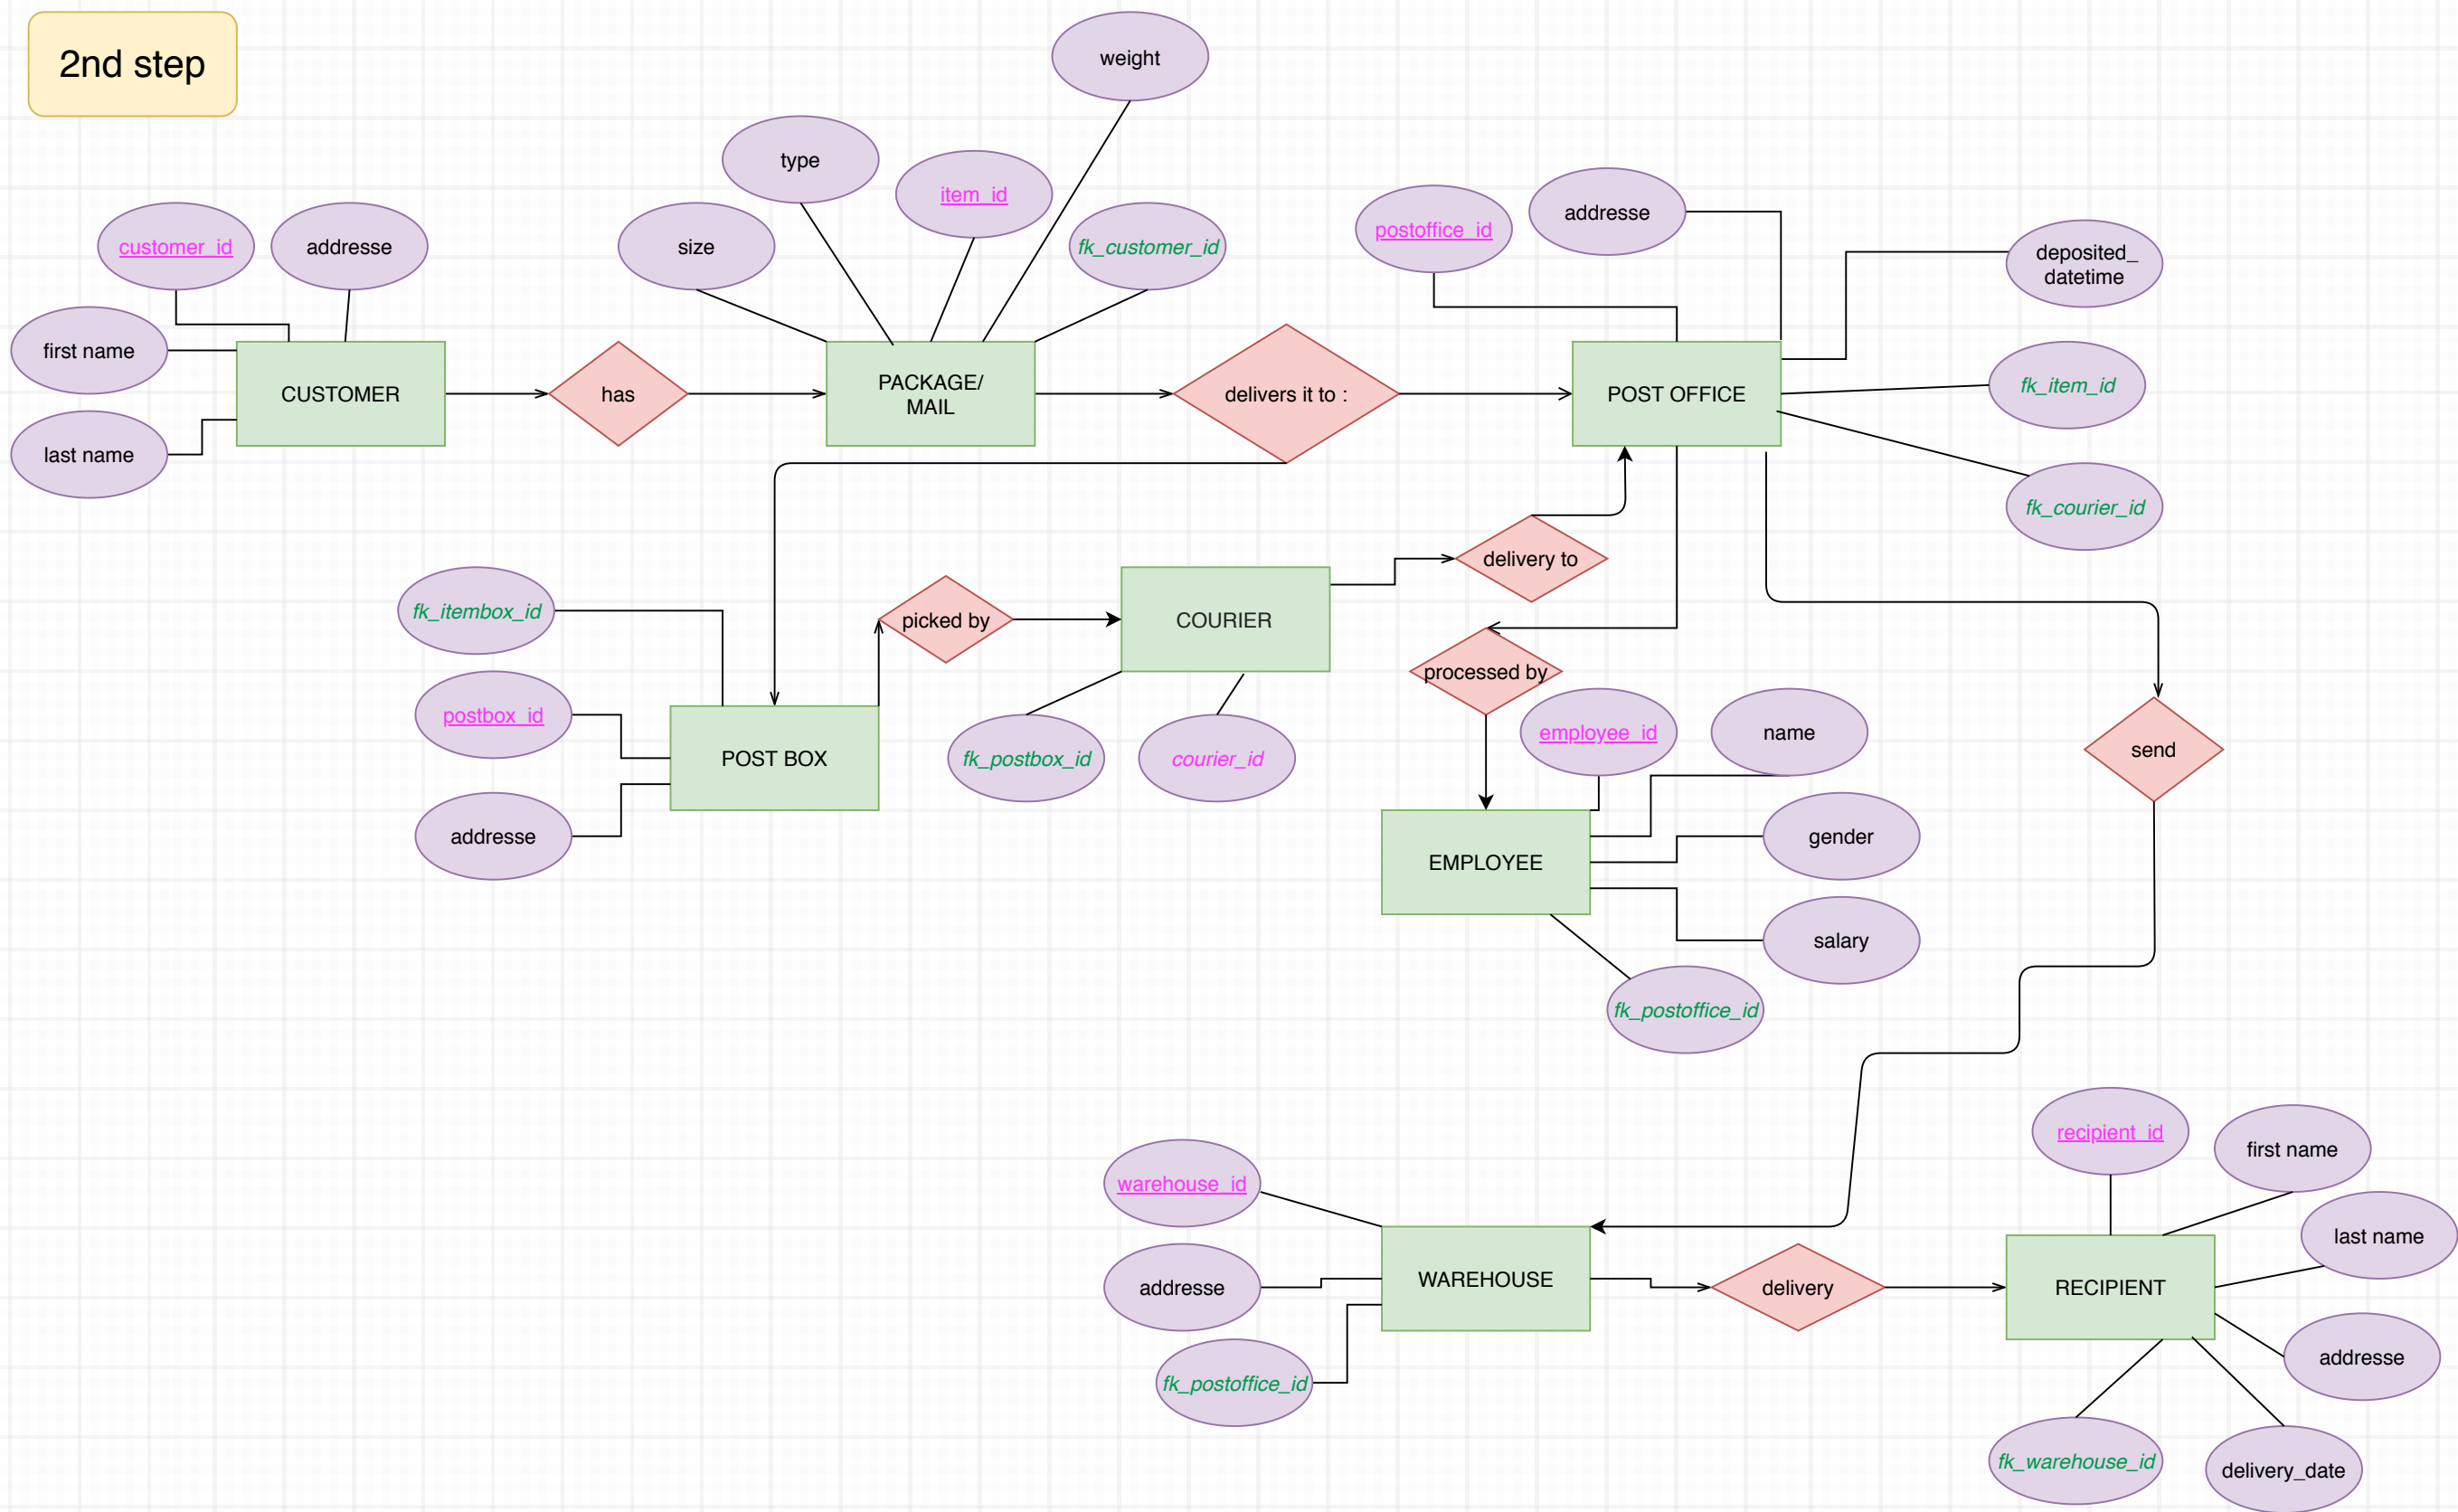 2nd step
weight
type
item_id
size
fk_customer_id
customer_id
addresse
first name
last name
CUSTOMER
has
PACKAGE/
MAIL
delivers it to :
postoffice_id
addresse
deposited_
datetime
POST OFFICE
fk_item_id
fk_courier_id
delivery to
fk_itembox_id
picked by
COURIER
postbox_id
POST BOX
addresse
fk_postbox_id
courier_id
processed by
employee_id
name
send
gender
EMPLOYEE
salary
fk_postoffice_id
warehouse_id
addresse
WAREHOUSE
fk_postoffice_id
delivery
recipient_id
first name
last name
RECIPIENT
addresse
fk_warehouse_id
delivery_date